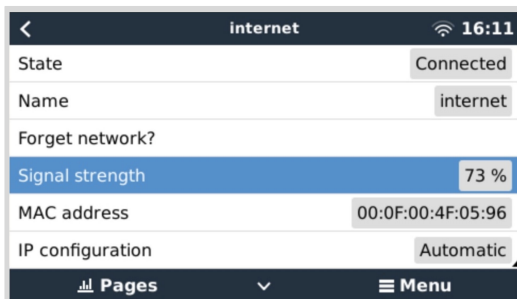 internet 16:11
State Connected
Name internet
Forget network?
Signal strength 73 %
MAC address 00:0F:00:4F:05:96
IP configuration Automatic
Pages Menu